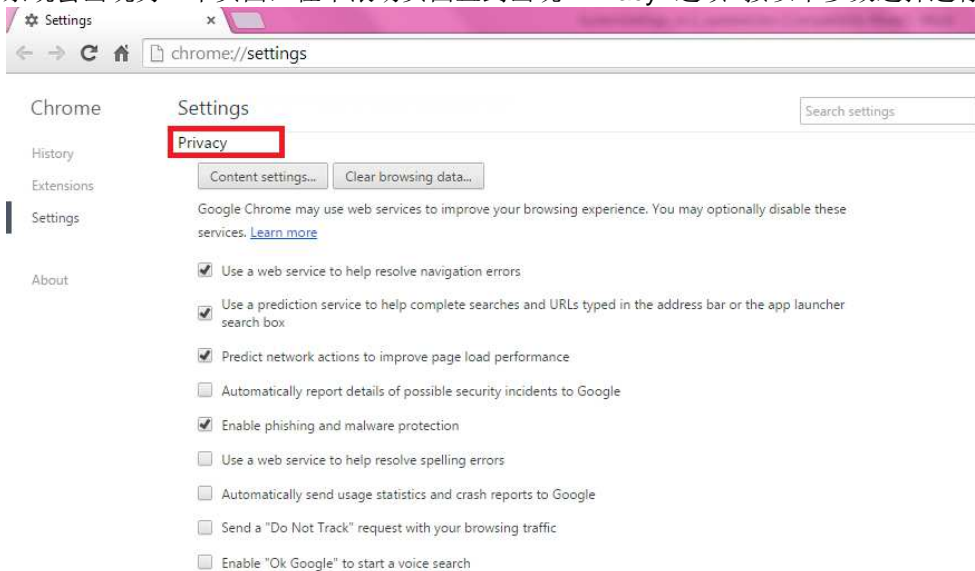 Settings
chrome://settings
Chrome
Settings
Search settings
History
Extensions
Settings
About
Privacy
Content settings...
Clear browsing data...
Google Chrome may use web services to improve your browsing experience. You may optionally disable these
services. Learn more
Use a web service to help resolve navigation errors
Use a prediction service to help complete searches and URLs typed in the address bar or the app launcher
search box
Predict network actions to improve page load performance
Automatically report details of possible security incidents to Google
Enable phishing and malware protection
Use a web service to help resolve spelling errors
Automatically send usage statistics and crash reports to Google
Send a "Do Not Track" request with your browsing traffic
Enable "Ok Google" to start a voice search